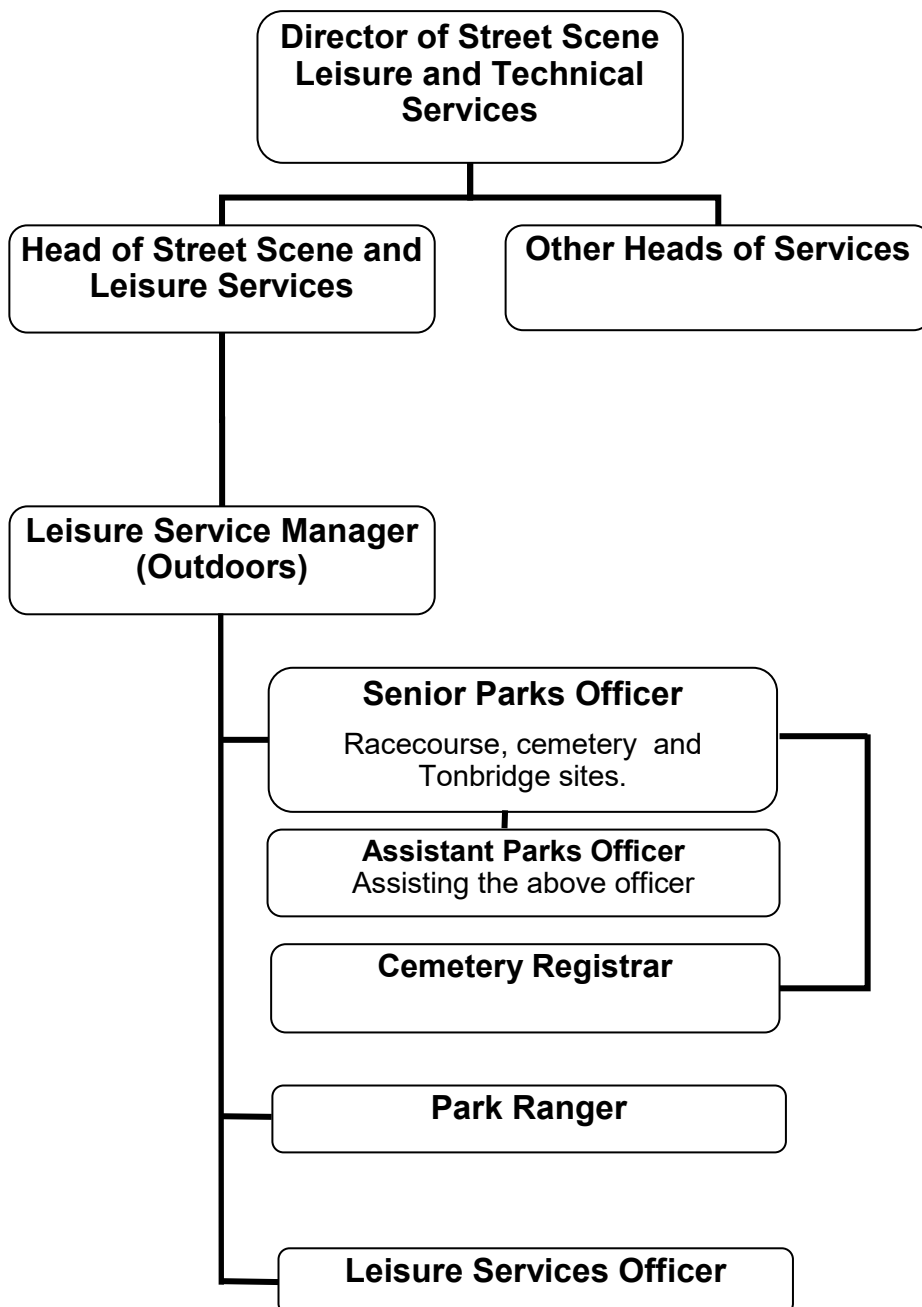 Director of Street Scene
Leisure and Technical
Services
Head of Street Scene and
Leisure Services
Other Heads of Services
Leisure Service Manager
(Outdoors)
Senior Parks Officer
Racecourse, cemetery and
Tonbridge sites.
Assistant Parks Officer
Assisting the above officer
Cemetery Registrar
Park Ranger
Leisure Services Officer